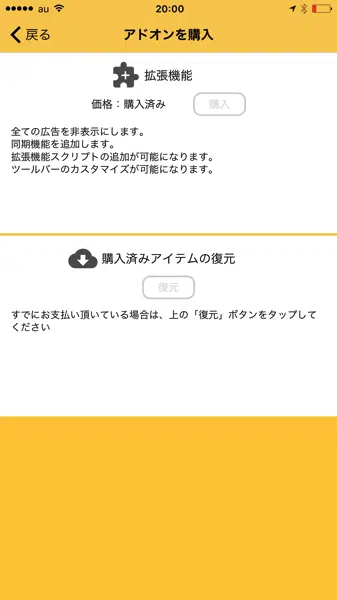 au 20:00
戻る アドオンを購入
拡張機能
価格：購入済み 購入
全ての広告を非表示にします。
同期機能を追加します。
拡張機能スクリプトの追加が可能になります。
ツールバーのカスタマイズが可能になります。
購入済みアイテムの復元
復元
すでにお支払い頂いている場合は、上の「復元」ボタンをタップして
ください